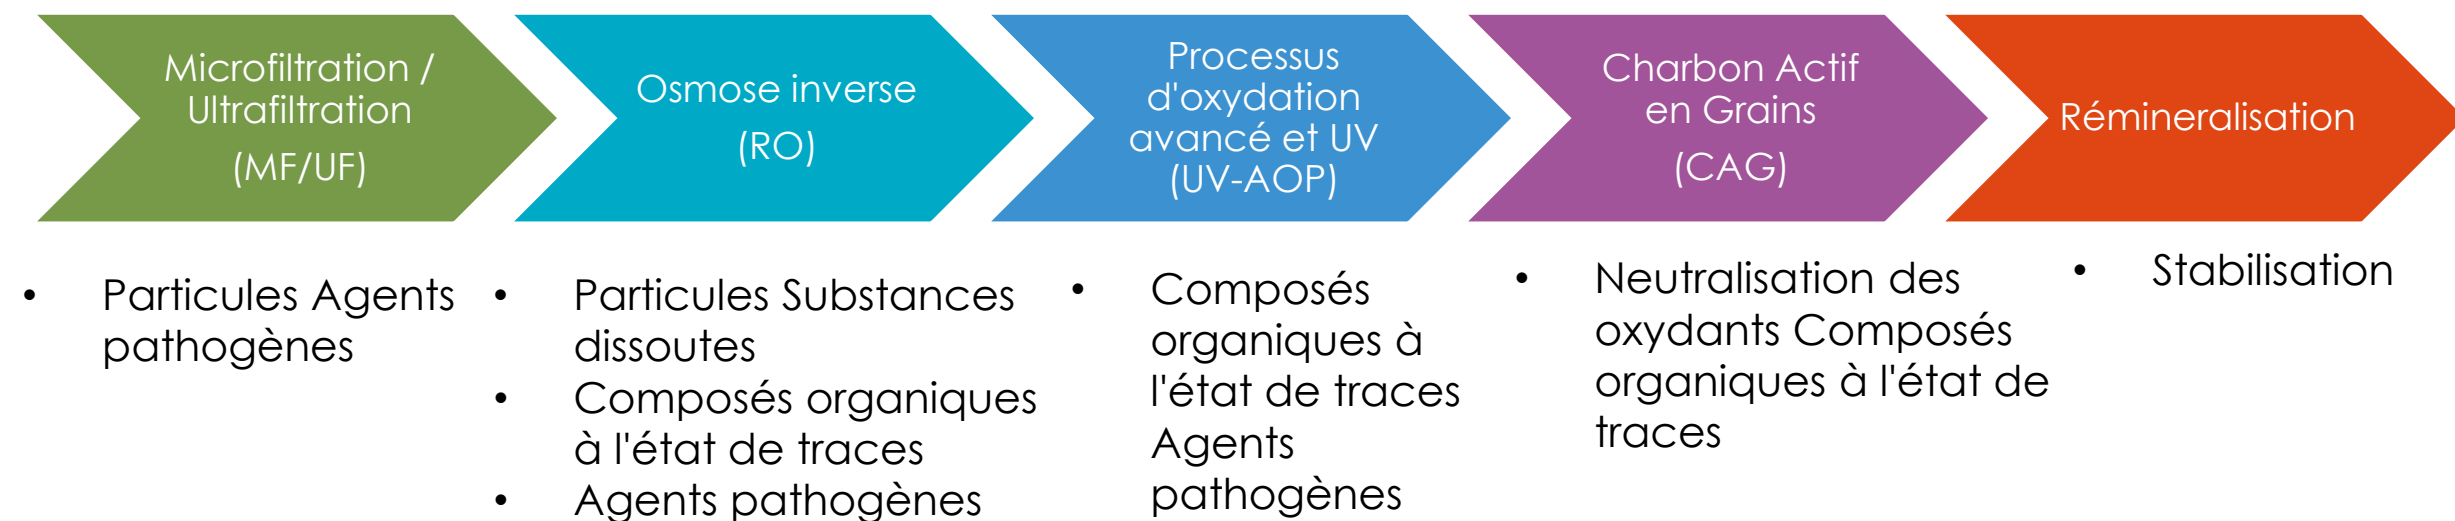 Microfiltration /
Ultrafiltration
(MF/UF)
Osmose inverse
(RO)
Processus
d'oxydation
avancé et UV
(UV-AOP)
Charbon Actif
en Grains
(CAG)
Rémineralisation
• Particules Agents
pathogènes
• Particules Substances
dissoutes
• Composés organiques
à l'état de traces
• Agents pathogènes
• Composés
organiques à
l'état de traces
Agents
pathogènes
• Neutralisation des
oxydants Composés
organiques à l'état de
traces
• Stabilisation